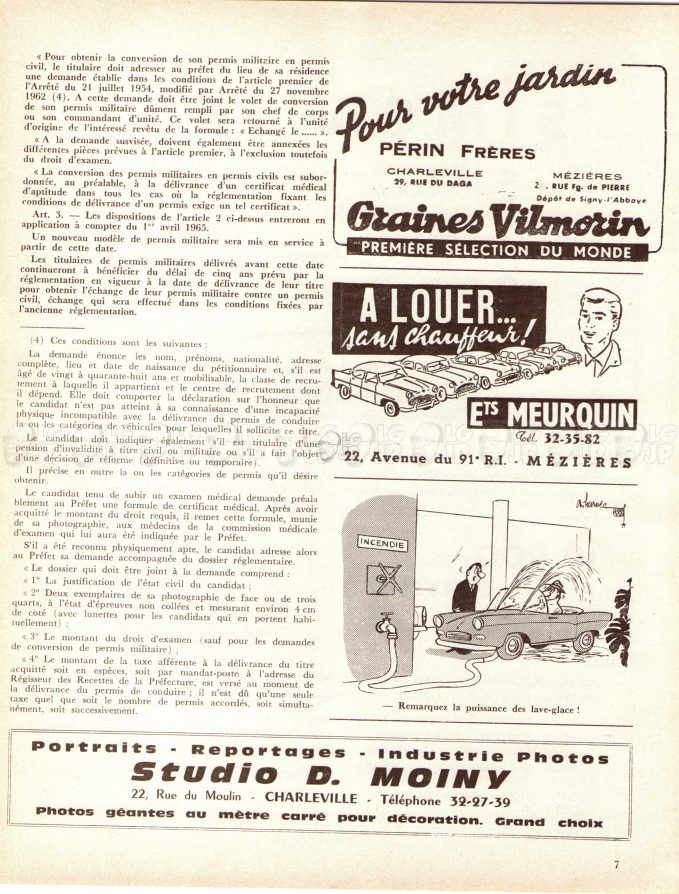 « Pour obtenir la conversion de son permis militaire en permis
civil, le titulaire doit adresser au préfet du lieu de sa résidence
une demande établie dans les conditions de l'article premier de
l'Arrêté du 21 juillet 1954, modifié par Arrêté du 27 novembre
1962 (4). A cette demande doit être joint le volet de conversion
de son permis militaire dûment rempli par son chef de corps
ou son commandant d'unité. Ce volet sera retourné à l'unité
d'origine de l'intéressé revêtu de la formule : « Echangé le ...... ».
« A la demande susvisée, doivent également être annexées les
différentes pièces prévues à l'article premier, à l'exclusion toutefois
du droit d'examen.
« La conversion des permis militaires en permis civils est subor-
donnée, au préalable, à la délivrance d'un certificat médical
d'aptitude dans tous les cas où la réglementation fixant les
conditions de délivrance d'un permis exige un tel certificat ».
Art. 3. — Les dispositions de l'article 2 ci-dessus entreront en
application à compter du 1er avril 1965.
Un nouveau modèle de permis militaire sera mis en service à
partir de cette date.
Les titulaires de permis militaires délivrés avant cette date
continueront à bénéficier du délai de cinq ans prévu par la
réglementation en vigueur à la date de délivrance de leur titre
pour obtenir l'échange de leur permis militaire contre un permis
civil, échange qui sera effectué dans les conditions fixées par
l'ancienne réglementation.
(4) Ces conditions sont les suivantes :
La demande énonce les nom, prénoms, nationalité, adresse
complète, lieu et date de naissance du pétitionnaire et, s'il est
âgé de vingt à quarante-huit ans et mobilisable, la classe de recru-
tement à laquelle il appartient et le centre de recrutement dont
il dépend. Elle doit comporter la déclaration sur l'honneur que
le candidat n'est pas atteint à sa connaissance d'une incapacité
physique incompatible avec la délivrance du permis de conduire
la ou les catégories de véhicules pour lesquelles il sollicite ce titre.
Le candidat doit indiquer également s'il est titulaire d'une
pension d'invalidité à titre civil ou militaire ou s'il a fait l'objet
d'une décision de réforme (définitive ou temporaire).
Il précise en outre la ou les catégories de permis qu'il désire
obtenir.
Le candidat tenu de subir un examen médical demande préala
blement au Préfet une formule de certificat médical. Après avoir
acquitté le montant du droit requis, il remet cette formule, munie
de sa photographie, aux médecins de la commission médicale
d'examen qui lui aura été indiquée par le Préfet.
S'il a été reconnu physiquement apte, le candidat adresse alors
au Préfet sa demande accompagnée du dossier réglementaire.
« Le dossier qui doit être joint à la demande comprend :
« 1° La justification de l'état civil du candidat ;
« 2° Deux exemplaires de sa photographie de face ou de trois
quarts, à l'état d'épreuves non collées et mesurant environ 4 cm
de coté (avec lunettes pour les candidats qui en portent habi-
tuellement) ;
« 3° Le montant du droit d'examen (sauf pour les demandes
de conversion de permis militaire) ;
« 4° Le montant de la taxe afférente à la délivrance du titre
acquitté soit en espèces, soit par mandat-poste à l'adresse du
Régisseur des Recettes de la Préfecture, est versé au moment de
la délivrance du permis de conduire ; il n'est dû qu'une seule
taxe quel que soit le nombre de permis accordés, soit simulta-
nément, soit successivement.
Pour votre jardin
PÉRIN FRÈRES
CHARLEVILLE
29, RUE DU DAGA
MÉZIÈRES
2 , RUE Fg. de PIERRE
Dépôt de Signy-l'Abbaye
Graines Vilmorin
PREMIÈRE SÉLECTION DU MONDE
A LOUER...
sans chauffeur!
ETS MEURQUIN
Tél. 32-35-82
22, Avenue du 91e R.I. - MÉZIÈRES
INCENDIE
— Remarquez la puissance des lave-glace !
Portraits - Reportages - Industrie Photos
Studio D. MOINY
22, Rue du Moulin - CHARLEVILLE - Téléphone 32-27-39
Photos géantes au mètre carré pour décoration. Grand choix
7